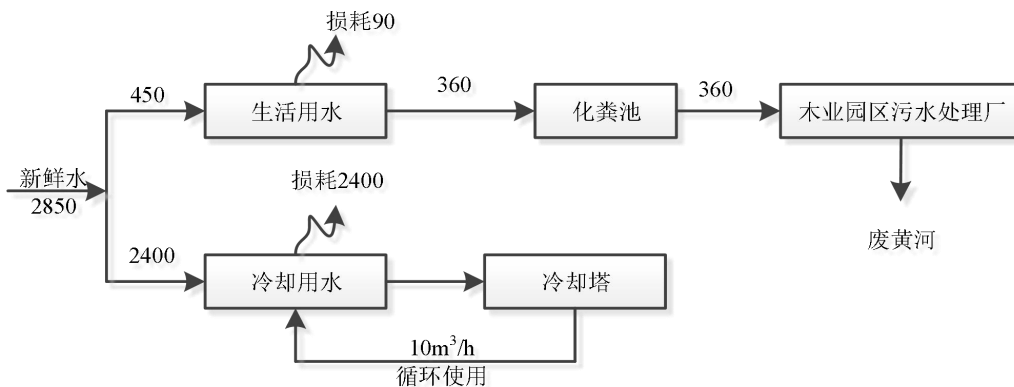 损耗90
450
生活用水
360
化粪池
360
木业园区污水处理厂
新鲜水
2850
损耗2400
废黄河
2400
冷却用水
冷却塔
10m³/h
循环使用